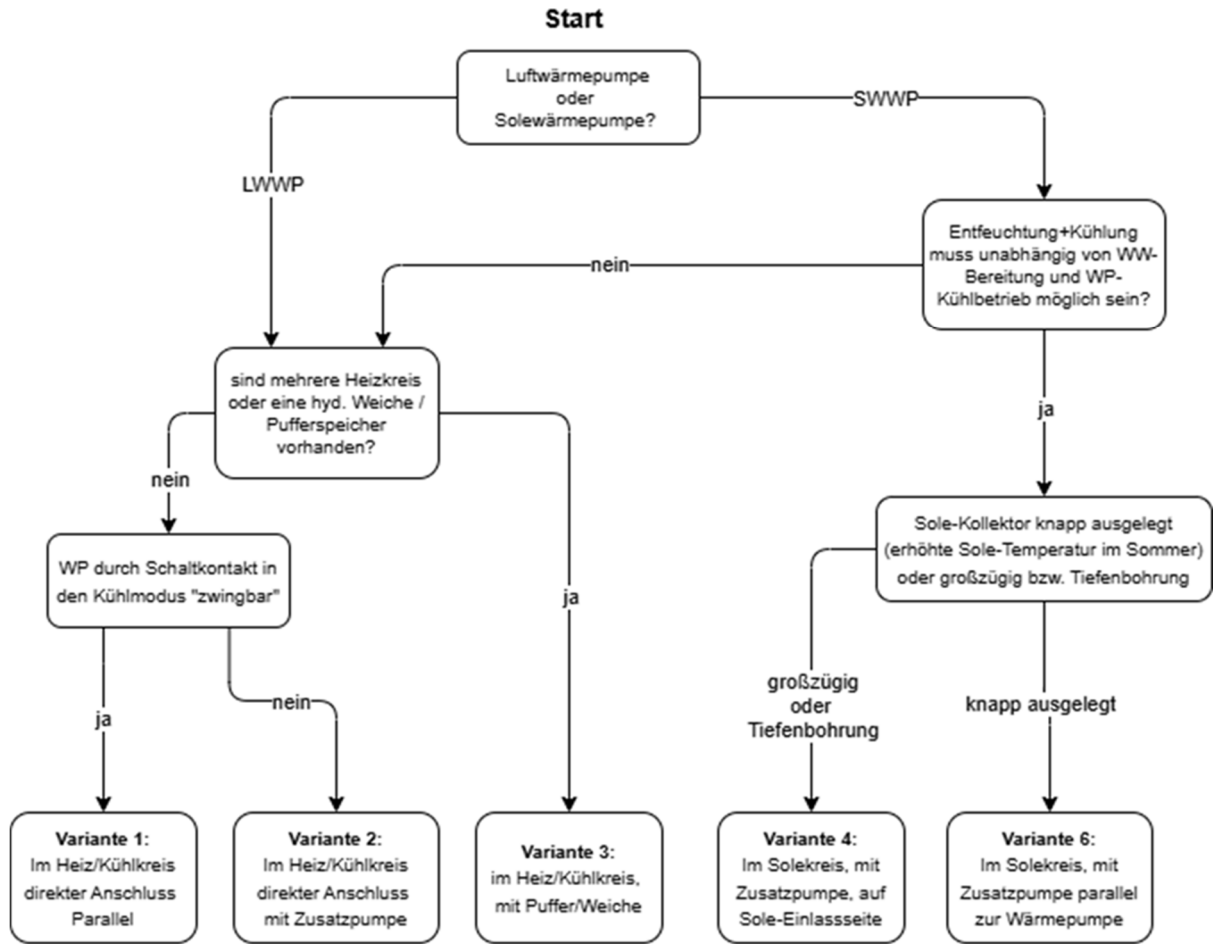 Start
Luftwärmepumpe
oder
Solewärmepumpe?
SWWP
LWWP
Entfeuchtung+Kühlung
muss unabhängig von WW-
Bereitung und WP-
Kühlbetrieb möglich sein?
nein
sind mehrere Heizkreis
oder eine hyd. Weiche /
Pufferspeicher
vorhanden?
ja
nein
Sole-Kollektor knapp ausgelegt
(erhöhte Sole-Temperatur im Sommer)
oder großzügig bzw. Tiefenbohrung
WP durch Schaltkontakt in
den Kühlmodus "zwingbar"
ja
großzügig
oder
Tiefenbohrung
knapp ausgelegt
ja
nein
Variante 1:
Im Heiz/Kühlkreis
direkter Anschluss
Parallel
Variante 2:
Im Heiz/Kühlkreis
direkter Anschluss
mit Zusatzpumpe
Variante 3:
im Heiz/Kühlkreis,
mit Puffer/Weiche
Variante 4:
Im Solekreis, mit
Zusatzpumpe, auf
Sole-Einlassseite
Variante 6:
Im Solekreis, mit
Zusatzpumpe parallel
zur Wärmepumpe